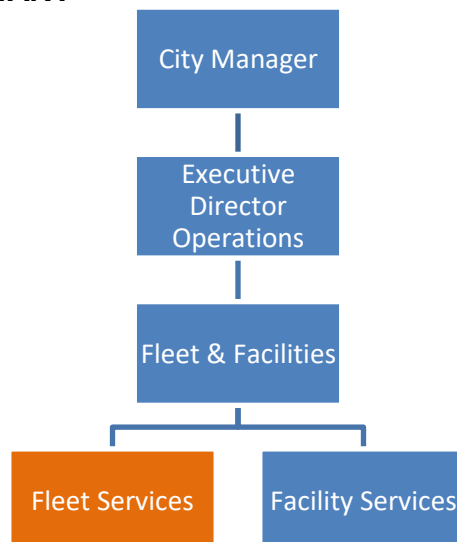 City Manager
Executive
Director
Operations
Fleet & Facilities
Fleet Services
Facility Services